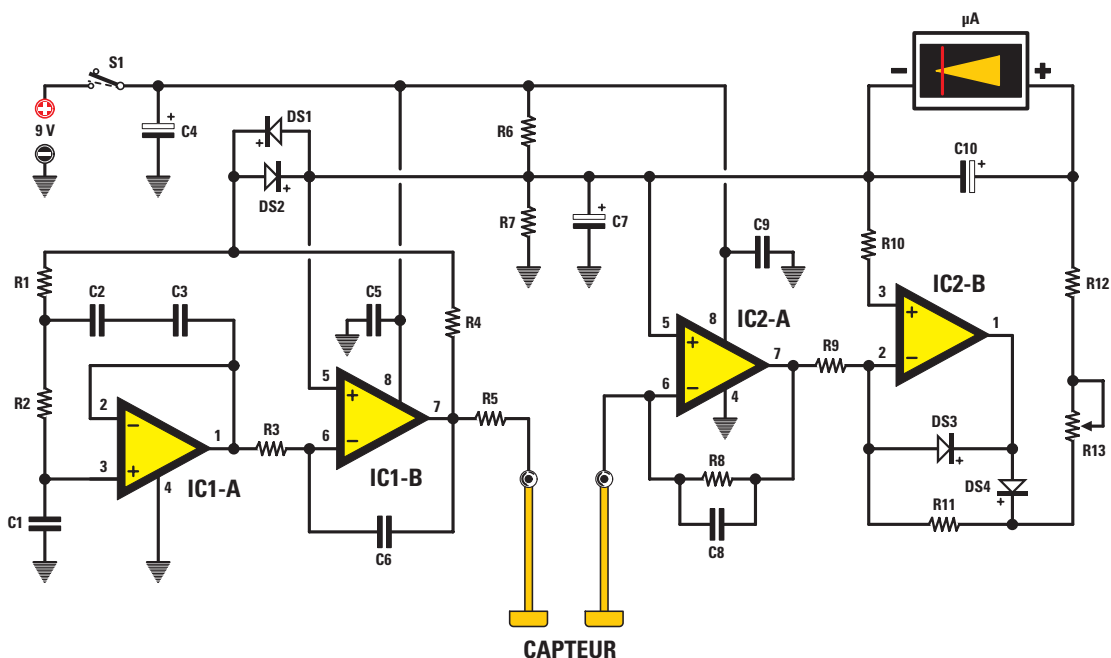 µA
S1
−
+
+
9 V
C4
DS1
+
R6
C10
+
DS2
+
R7
+
C7
C9
R10
R1
C2
C3
C5
R4
IC2-B
R12
3
+
1
IC2-A
8
5
+
7
R9
2
−
6
−
4
R2
5
+
8
7
R5
2
−
1
R3
6
−
DS3
+
R13
3
+
4
IC1-A
IC1-B
R8
DS4
+
C1
R11
C6
C8
CAPTEUR